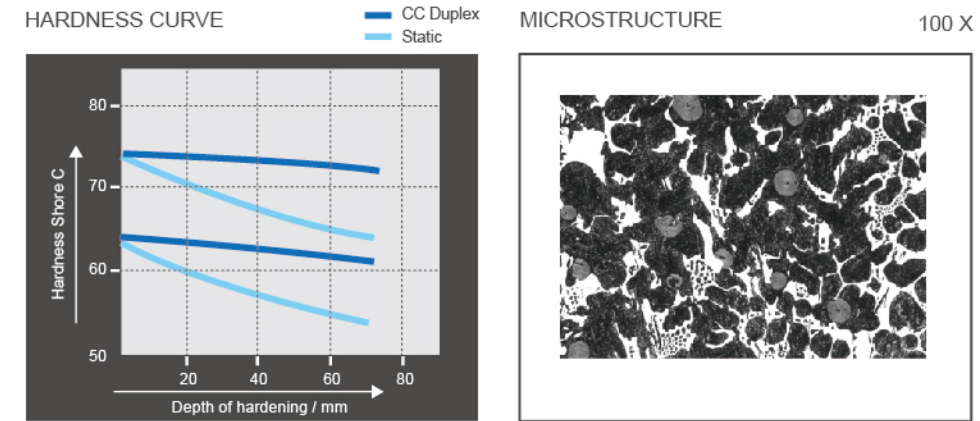 HARDNESS CURVE
CC Duplex
Static
MICROSTRUCTURE
100 X
80
70
60
50
Hardness Shore C
20 40 60 80
Depth of hardening / mm